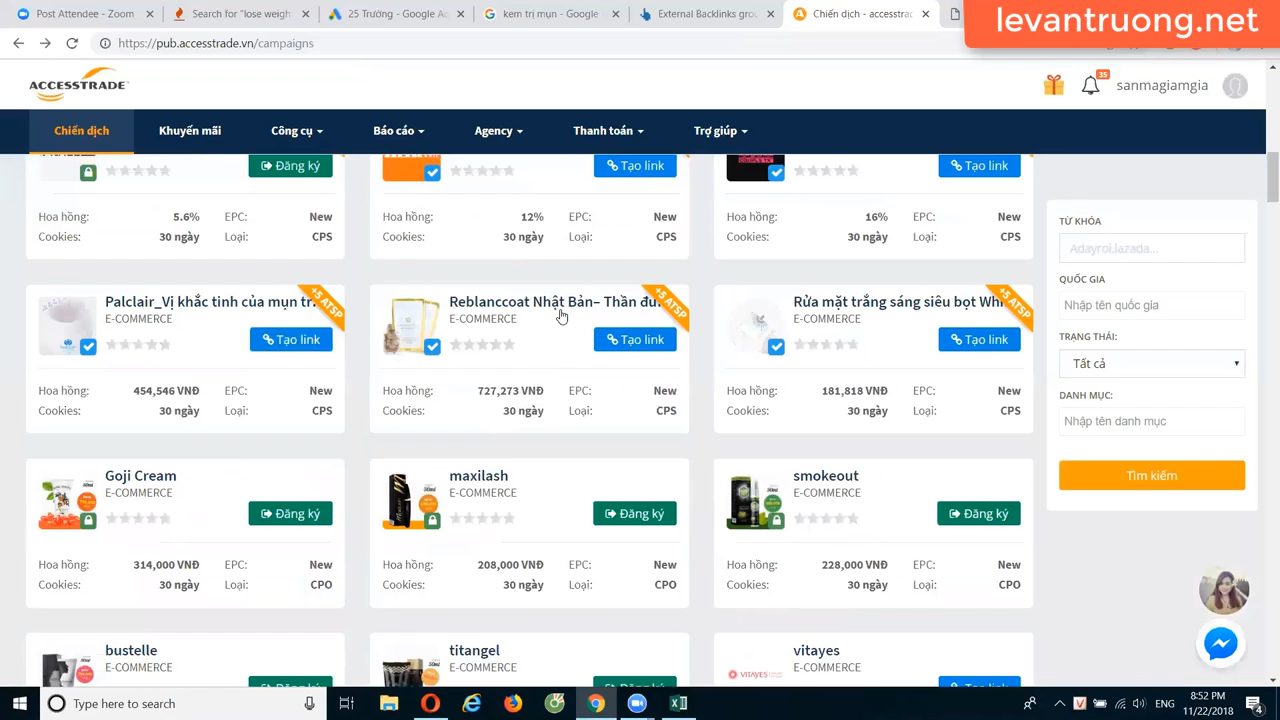 Post Attendee - Zoom
Search for "lose weigh
25 Trường - Google Ad
kem trị mụn - Google
External Backlinks grou
Chiến dịch - accesstrad
levantruong.net
https://pub.accesstrade.vn/campaigns
ACCESSTRADE
35
sanmagiamgia
Chiến dịch
Khuyến mãi
Công cụ
Báo cáo
Agency
Thanh toán
Trợ giúp
Đăng ký
Tạo link
Tạo link
Hoa hồng: 5.6% EPC: New
Cookies: 30 ngày Loại: CPS
Hoa hồng: 12% EPC: New
Cookies: 30 ngày Loại: CPS
Hoa hồng: 16% EPC: New
Cookies: 30 ngày Loại: CPS
TỪ KHÓA
Adayroi,lazada...
QUỐC GIA
Nhập tên quốc gia
TRẠNG THÁI:
Tất cả
DANH MỤC:
Nhập tên danh mục
Tìm kiếm
Palclair_Vị khắc tinh của mụn tr
+5 ATSP
E-COMMERCE
Tạo link
Hoa hồng: 454,546 VNĐ EPC: New
Cookies: 30 ngày Loại: CPS
Reblanccoat Nhật Bản– Thần đu
+5 ATSP
E-COMMERCE
Tạo link
Hoa hồng: 727,273 VNĐ EPC: New
Cookies: 30 ngày Loại: CPS
Rửa mặt trắng sáng siêu bọt Wh
+5 ATSP
E-COMMERCE
Tạo link
Hoa hồng: 181,818 VNĐ EPC: New
Cookies: 30 ngày Loại: CPS
Goji Cream
E-COMMERCE
Đăng ký
Hoa hồng: 314,000 VNĐ EPC: New
Cookies: 30 ngày Loại: CPO
maxilash
E-COMMERCE
Đăng ký
Hoa hồng: 208,000 VNĐ EPC: New
Cookies: 30 ngày Loại: CPO
smokeout
E-COMMERCE
Đăng ký
Hoa hồng: 228,000 VNĐ EPC: New
Cookies: 30 ngày Loại: CPO
bustelle
E-COMMERCE
titangel
E-COMMERCE
vitayes
E-COMMERCE
VITAYES
Type here to search
ENG
8:52 PM
11/22/2018
4